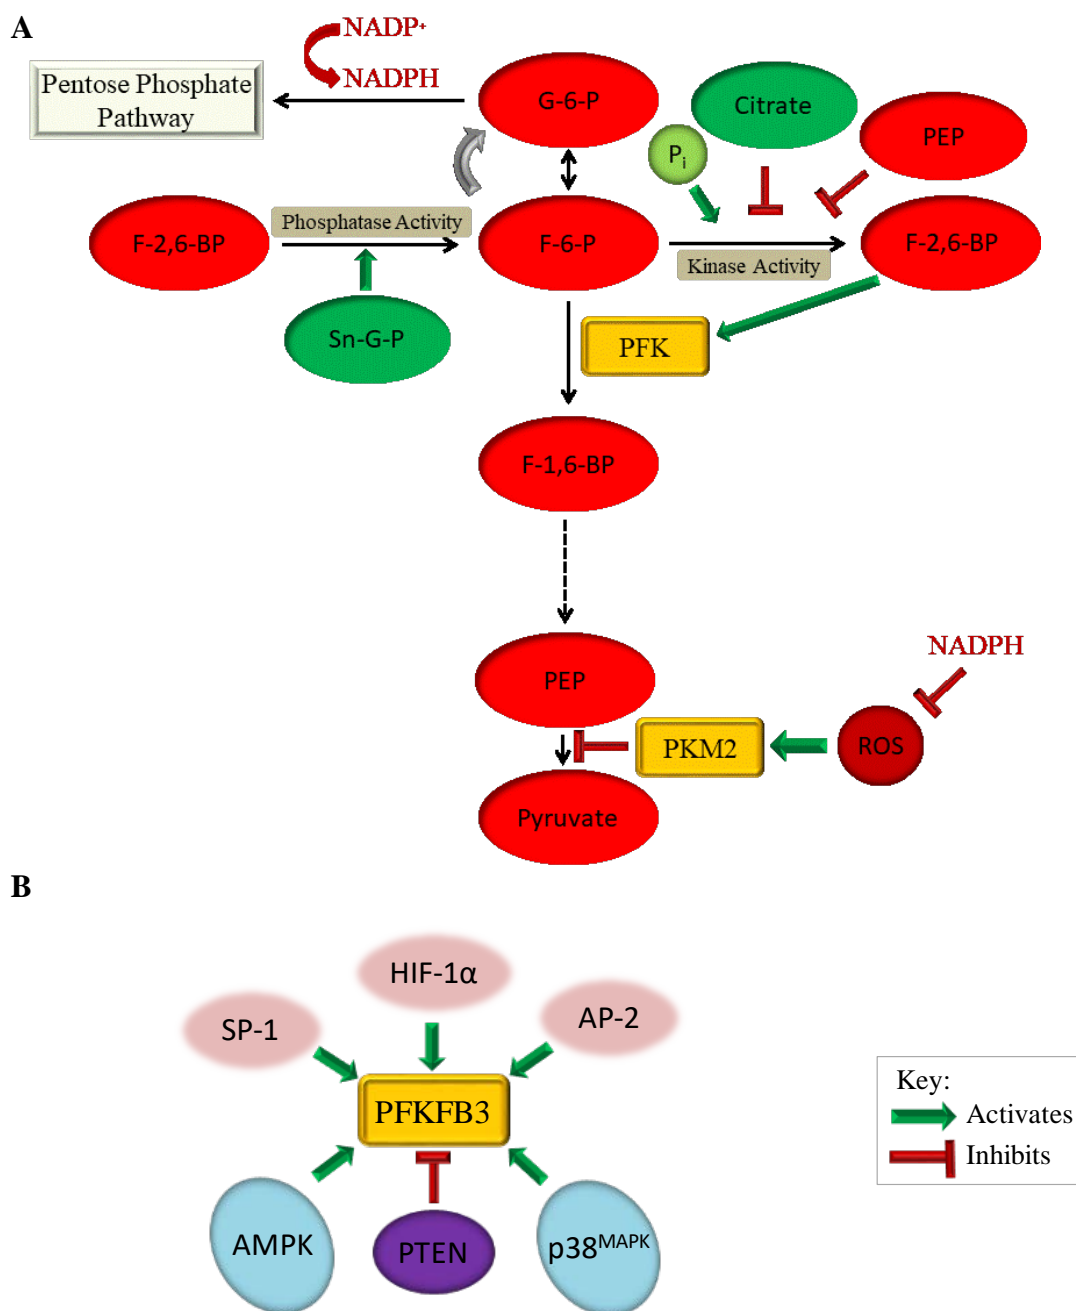 A
NADP+
NADPH
Pentose Phosphate
Pathway
G-6-P
Citrate
Pi
PEP
F-2,6-BP
Phosphatase Activity
F-6-P
Kinase Activity
F-2,6-BP
Sn-G-P
PFK
F-1,6-BP
PEP
NADPH
PKM2
ROS
Pyruvate
B
HIF-1α
SP-1
AP-2
PFKFB3
AMPK
PTEN
p38MAPK
Key:
Activates
Inhibits